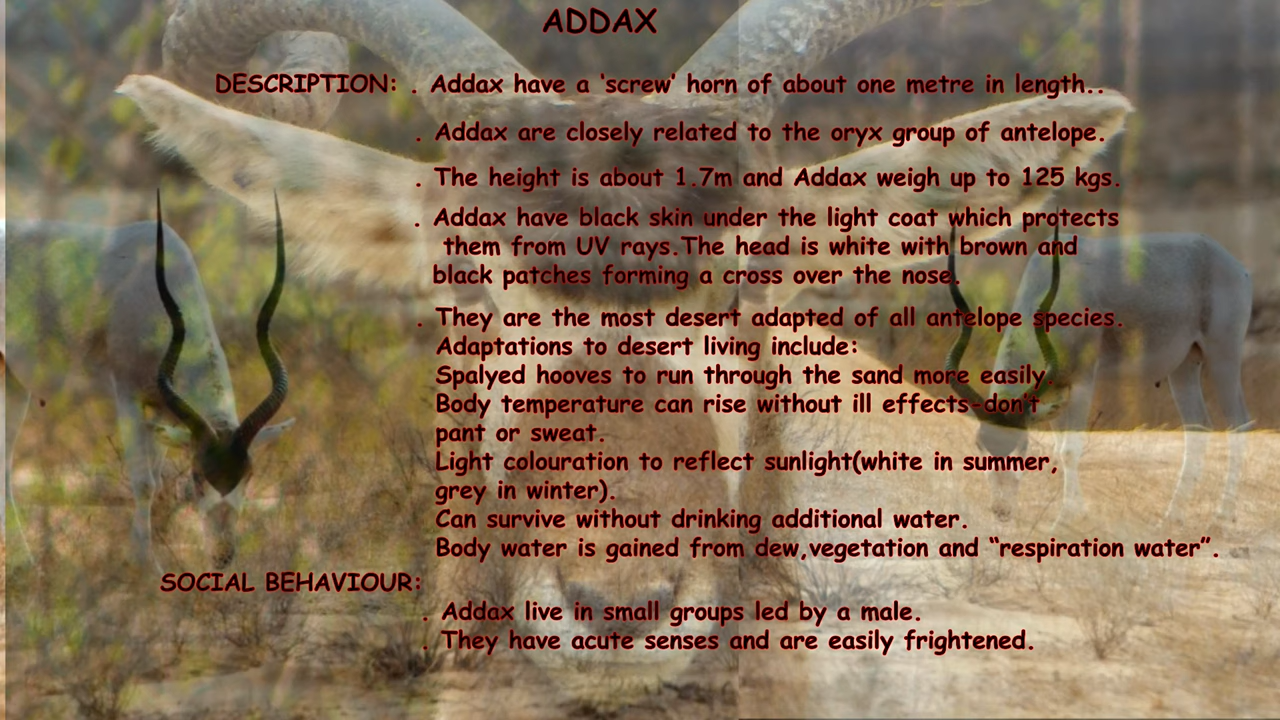 ADDAX
DESCRIPTION: . Addax have a 'screw' horn of about one metre in length..
. Addax are closely related to the oryx group of antelope.
. The height is about 1.7m and Addax weigh up to 125 kgs.
. Addax have black skin under the light coat which protects
them from UV rays.The head is white with brown and
black patches forming a cross over the nose.
. They are the most desert adapted of all antelope species.
Adaptations to desert living include:
Spalyed hooves to run through the sand more easily.
Body temperature can rise without ill effects-don't
pant or sweat.
Light colouration to reflect sunlight(white in summer,
grey in winter).
Can survive without drinking additional water.
Body water is gained from dew,vegetation and “respiration water”.
SOCIAL BEHAVIOUR:
. Addax live in small groups led by a male.
. They have acute senses and are easily frightened.